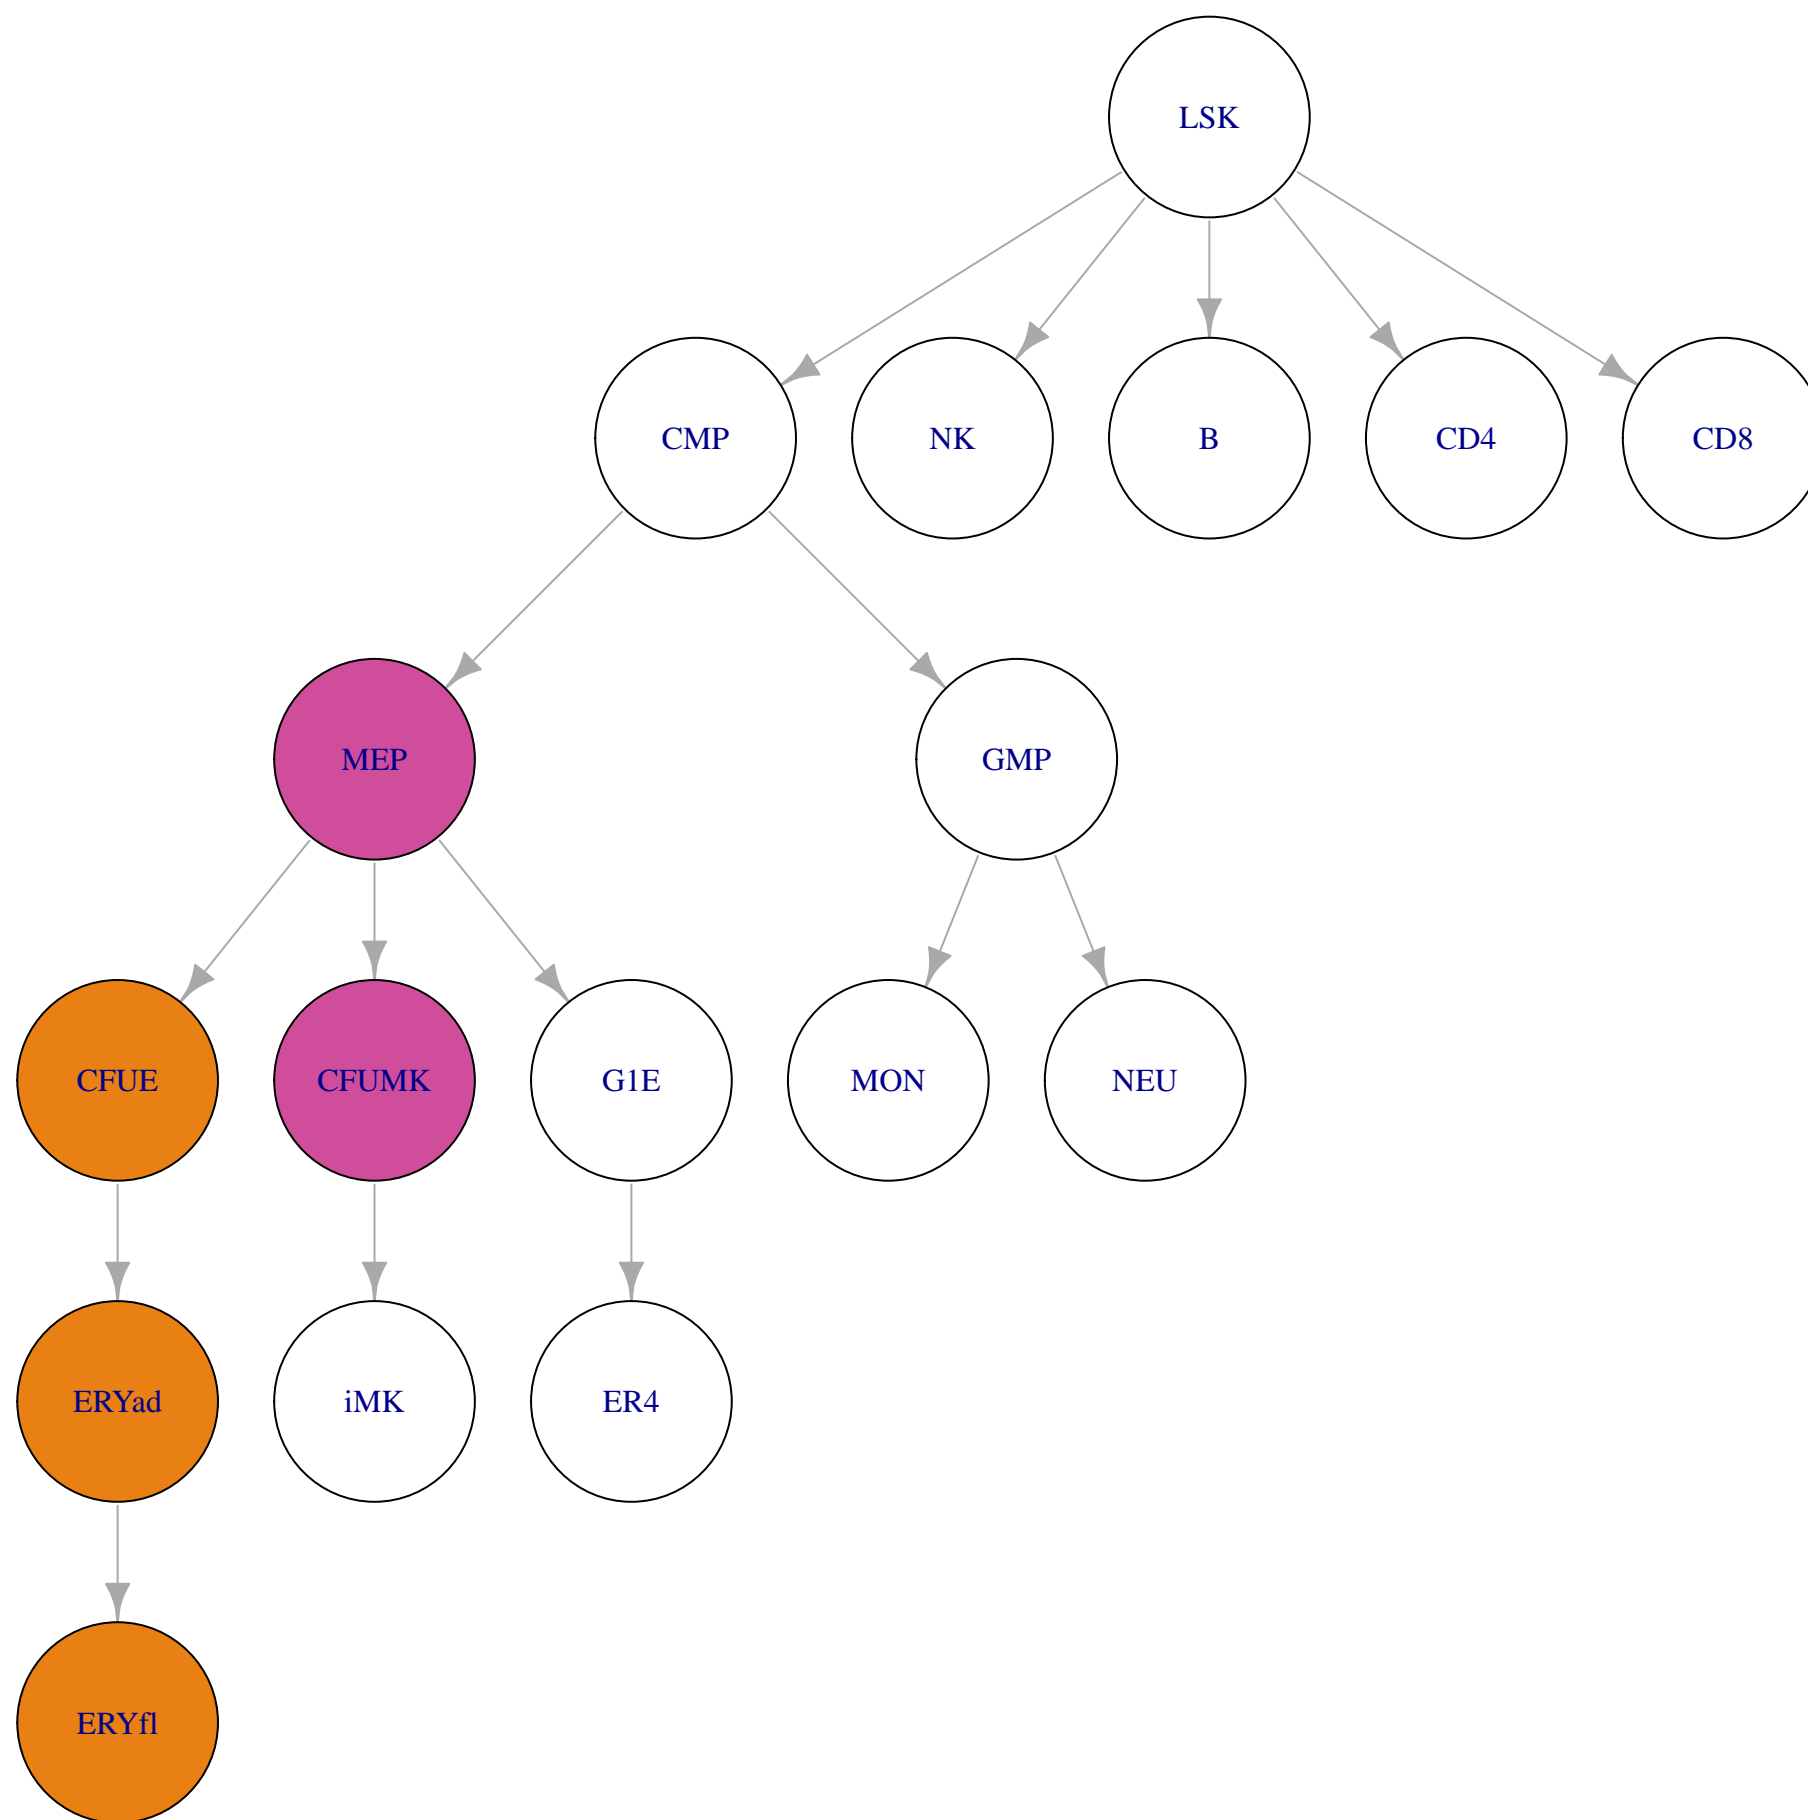 LSK
CMP
NK
B
CD4
CD8
MEP
GMP
CFUE
CFUMK
G1E
MON
NEU
ERYad
iMK
ER4
ERYfl